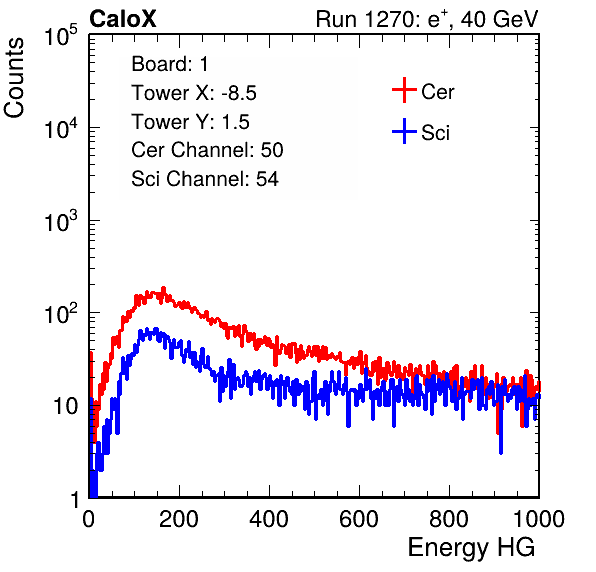 CaloX Run 1270: e⁺, 40 GeV
Counts
Board: 1
Tower X: -8.5
Tower Y: 1.5
Cer Channel: 50
Sci Channel: 54
Cer
Sci
10⁵
10⁴
10³
10²
10
1
0 200 400 600 800 1000
Energy HG